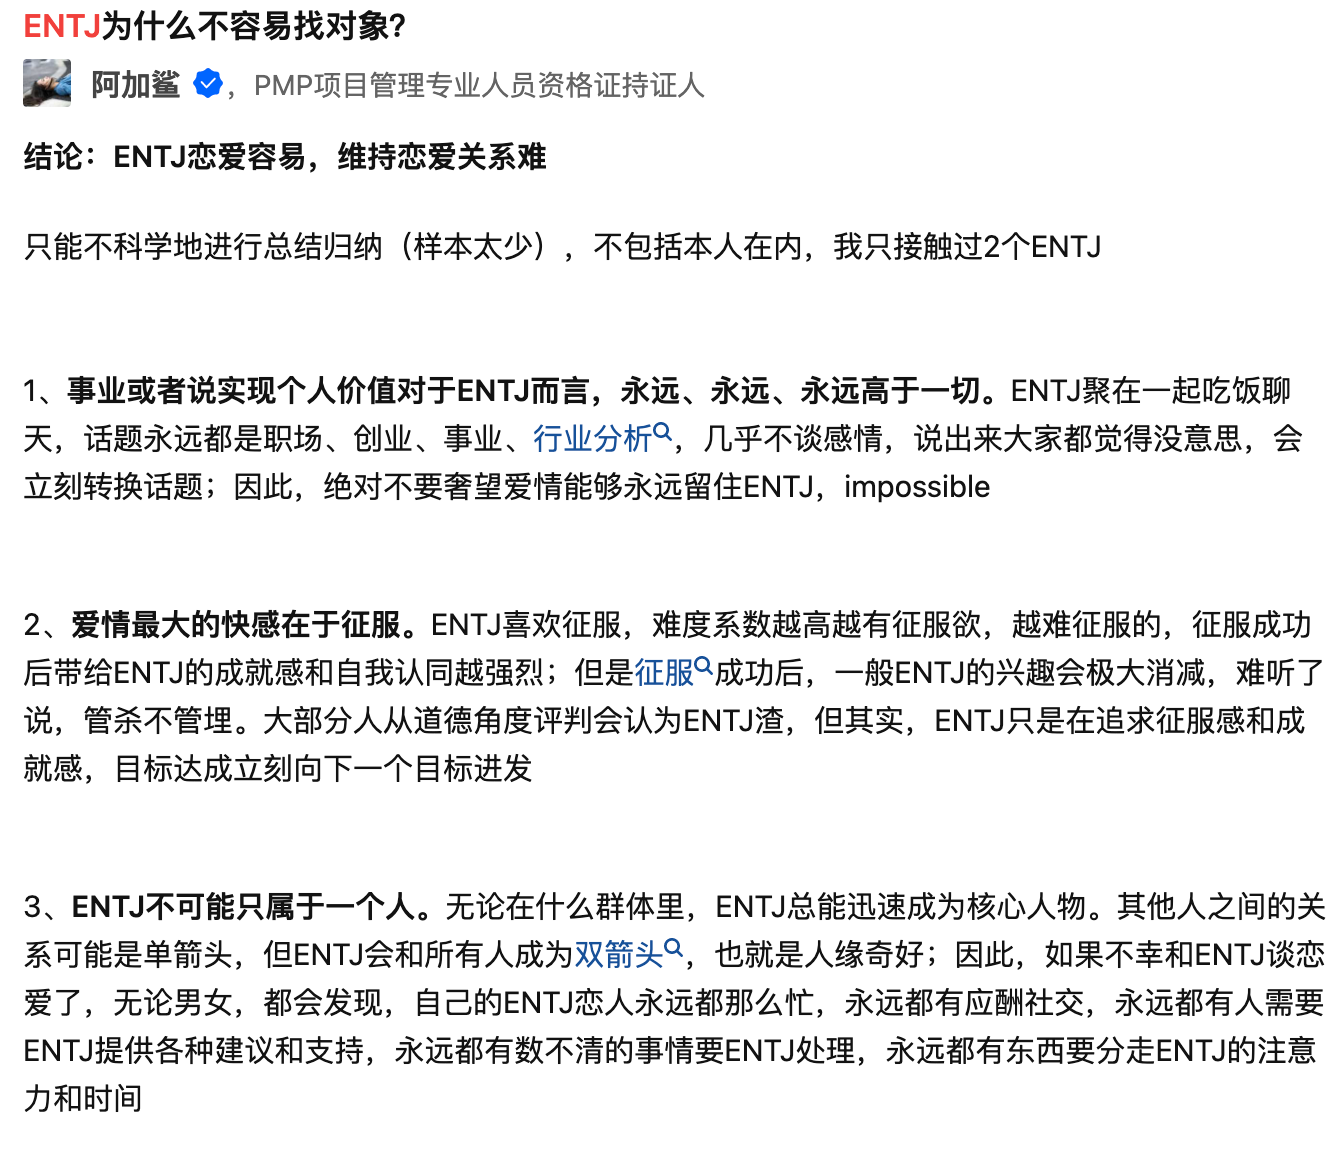 ENTJ为什么不容易找对象?
阿加鲨 ，PMP项目管理专业人员资格证持证人
结论：ENTJ恋爱容易，维持恋爱关系难
只能不科学地进行总结归纳（样本太少），不包括本人在内，我只接触过2个ENTJ
1、事业或者说实现个人价值对于ENTJ而言，永远、永远、永远高于一切。ENTJ聚在一起吃饭聊
天，话题永远都是职场、创业、事业、行业分析，几乎不谈感情，说出来大家都觉得没意思，会
立刻转换话题；因此，绝对不要奢望爱情能够永远留住ENTJ，impossible
2、爱情最大的快感在于征服。ENTJ喜欢征服，难度系数越高越有征服欲，越难征服的，征服成功
后带给ENTJ的成就感和自我认同越强烈；但是征服成功后，一般ENTJ的兴趣会极大消减，难听了
说，管杀不管埋。大部分人从道德角度评判会认为ENTJ渣，但其实，ENTJ只是在追求征服感和成
就感，目标达成立刻向下一个目标进发
3、ENTJ不可能只属于一个人。无论在什么群体里，ENTJ总能迅速成为核心人物。其他人之间的关
系可能是单箭头，但ENTJ会和所有人成为双箭头，也就是人缘奇好；因此，如果不幸和ENTJ谈恋
爱了，无论男女，都会发现，自己的ENTJ恋人永远都那么忙，永远都有应酬社交，永远都有人需要
ENTJ提供各种建议和支持，永远都有数不清的事情要ENTJ处理，永远都有东西要分走ENTJ的注意
力和时间